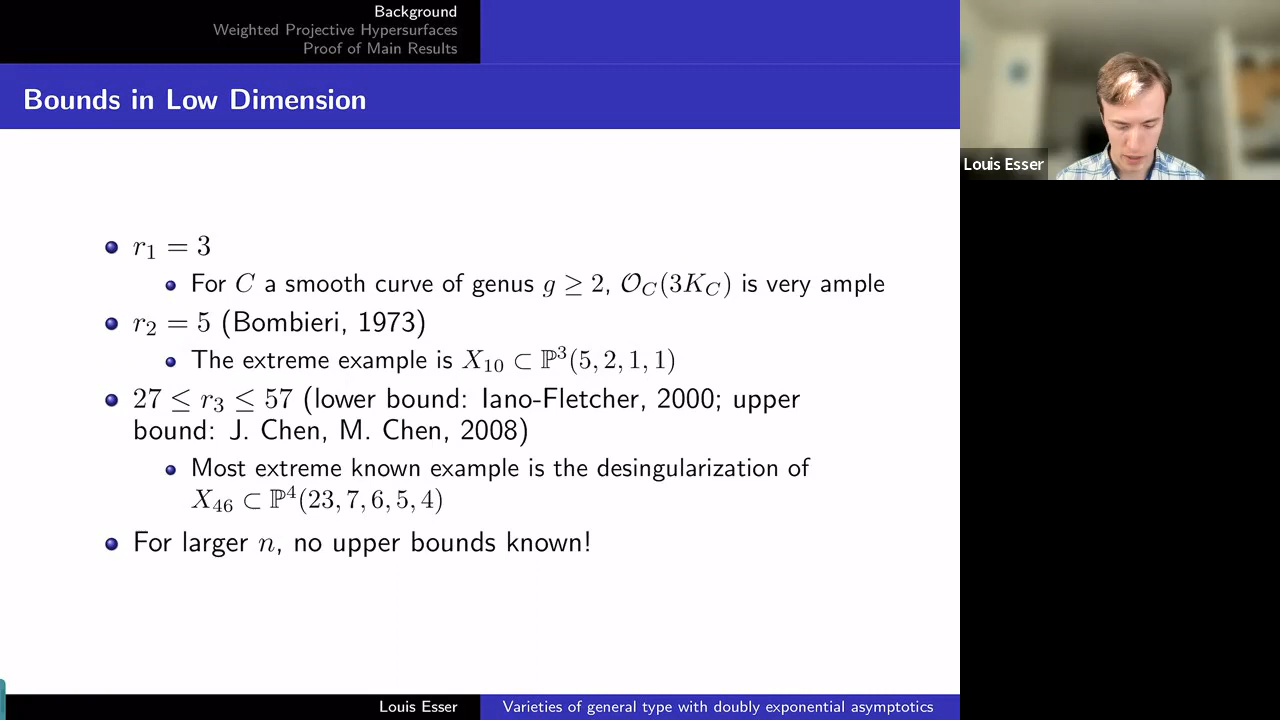 Background
Weighted Projective Hypersurfaces
Proof of Main Results
Bounds in Low Dimension
r₁ = 3
For C a smooth curve of genus g ≥ 2, 𝒪_C(3K_C) is very ample
r₂ = 5 (Bombieri, 1973)
The extreme example is X₁₀ ⊂ ℙ³(5, 2, 1, 1)
27 ≤ r₃ ≤ 57 (lower bound: Iano-Fletcher, 2000; upper
bound: J. Chen, M. Chen, 2008)
Most extreme known example is the desingularization of
X₄₆ ⊂ ℙ⁴(23, 7, 6, 5, 4)
For larger n, no upper bounds known!
Louis Esser
Varieties of general type with doubly exponential asymptotics
Louis Esser